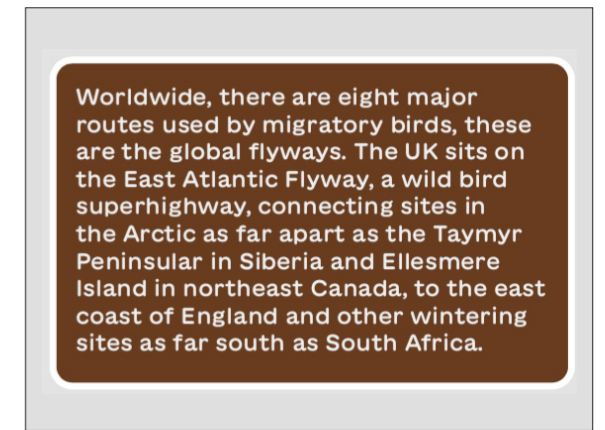 Worldwide, there are eight major
routes used by migratory birds, these
are the global flyways. The UK sits on
the East Atlantic Flyway, a wild bird
superhighway, connecting sites in
the Arctic as far apart as the Taymyr
Peninsular in Siberia and Ellesmere
Island in northeast Canada, to the east
coast of England and other wintering
sites as far south as South Africa.